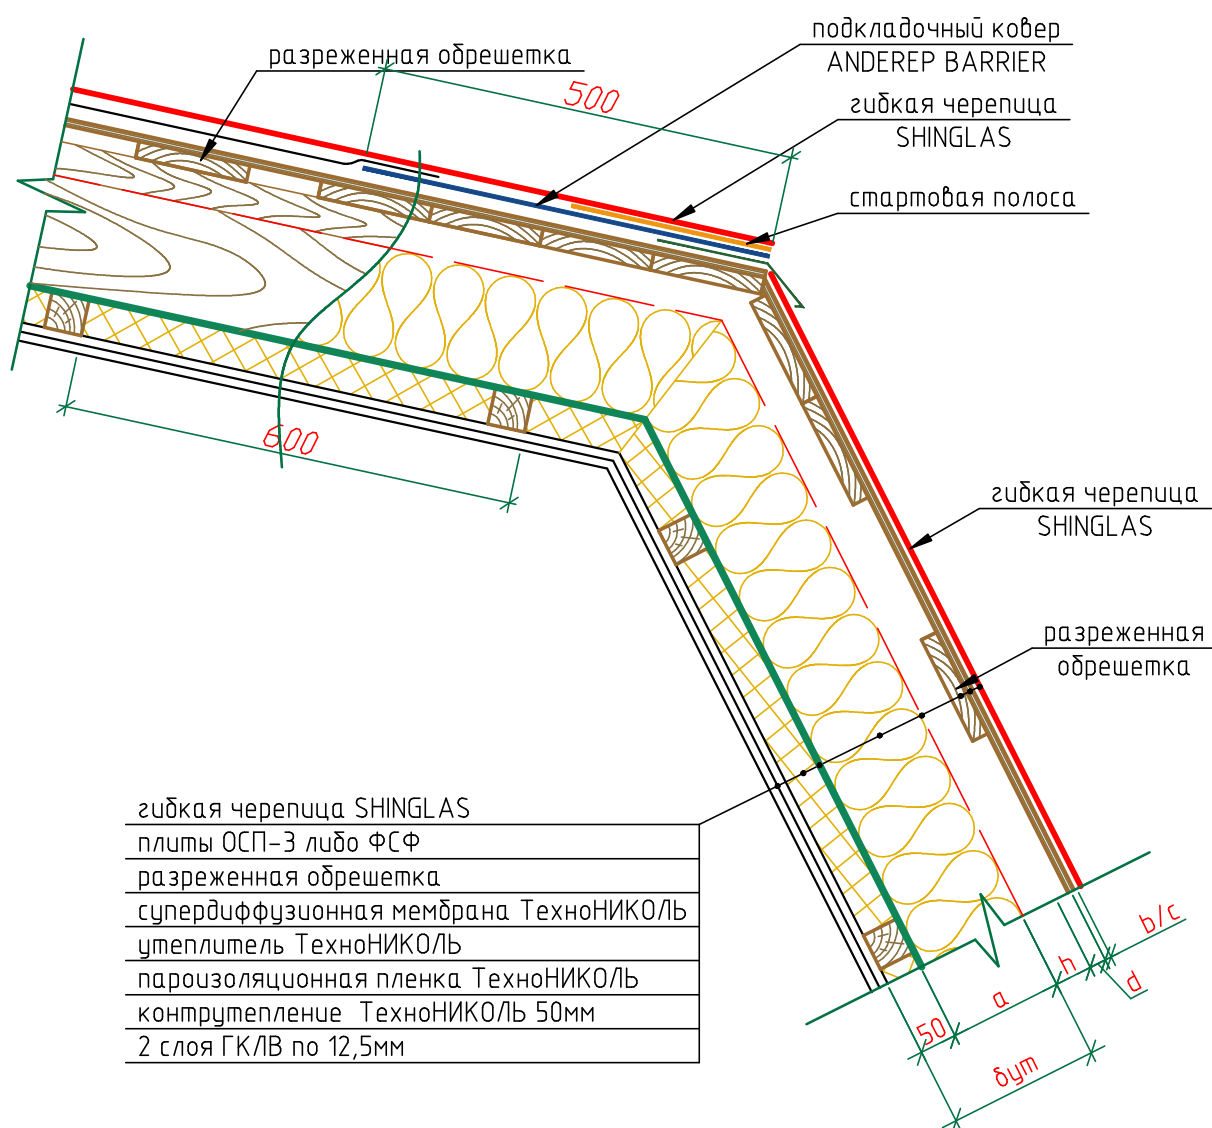 подкладочный ковер
ANDEREP BARRIER
разреженная обрешетка
500
гибкая черепица
SHINGLAS
стартовая полоса
600
гибкая черепица
SHINGLAS
разреженная
обрешетка
гибкая черепица SHINGLAS
плиты ОСП-3 либо ФСФ
разреженная обрешетка
супердиффузионная мембрана ТехноНИКОЛЬ
утеплитель ТехноНИКОЛЬ
пароизоляционная пленка ТехноНИКОЛЬ
контрутепление ТехноНИКОЛЬ 50мм
2 слоя ГКЛВ по 12,5мм
50
a
h
d
b/c
δут